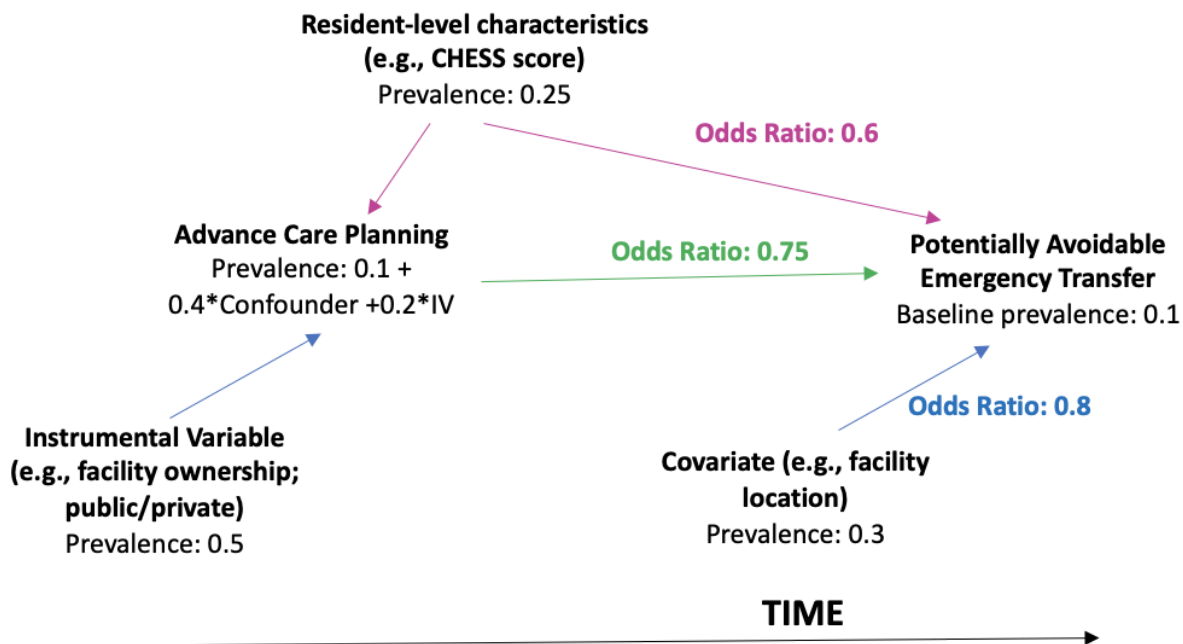 Resident-level characteristics
(e.g., CHESS score)
Prevalence: 0.25
Odds Ratio: 0.6
Advance Care Planning
Prevalence: 0.1 +
0.4*Confounder +0.2*IV
Odds Ratio: 0.75
Potentially Avoidable
Emergency Transfer
Baseline prevalence: 0.1
Odds Ratio: 0.8
Instrumental Variable
(e.g., facility ownership;
public/private)
Prevalence: 0.5
Covariate (e.g., facility
location)
Prevalence: 0.3
TIME